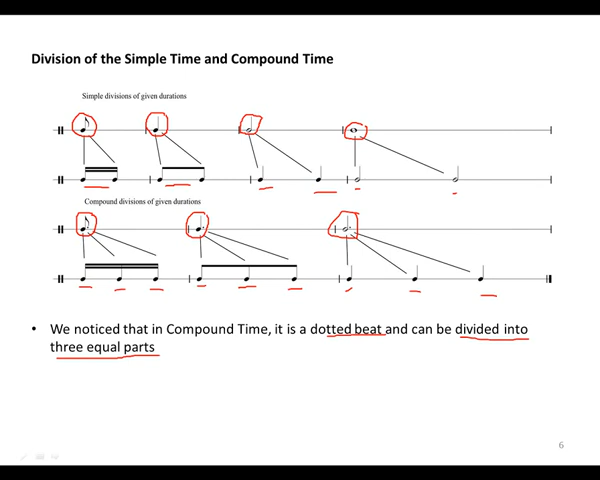 Division of the Simple Time and Compound Time
Simple divisions of given durations
Compound divisions of given durations
• We noticed that in Compound Time, it is a dotted beat and can be divided into
three equal parts
6